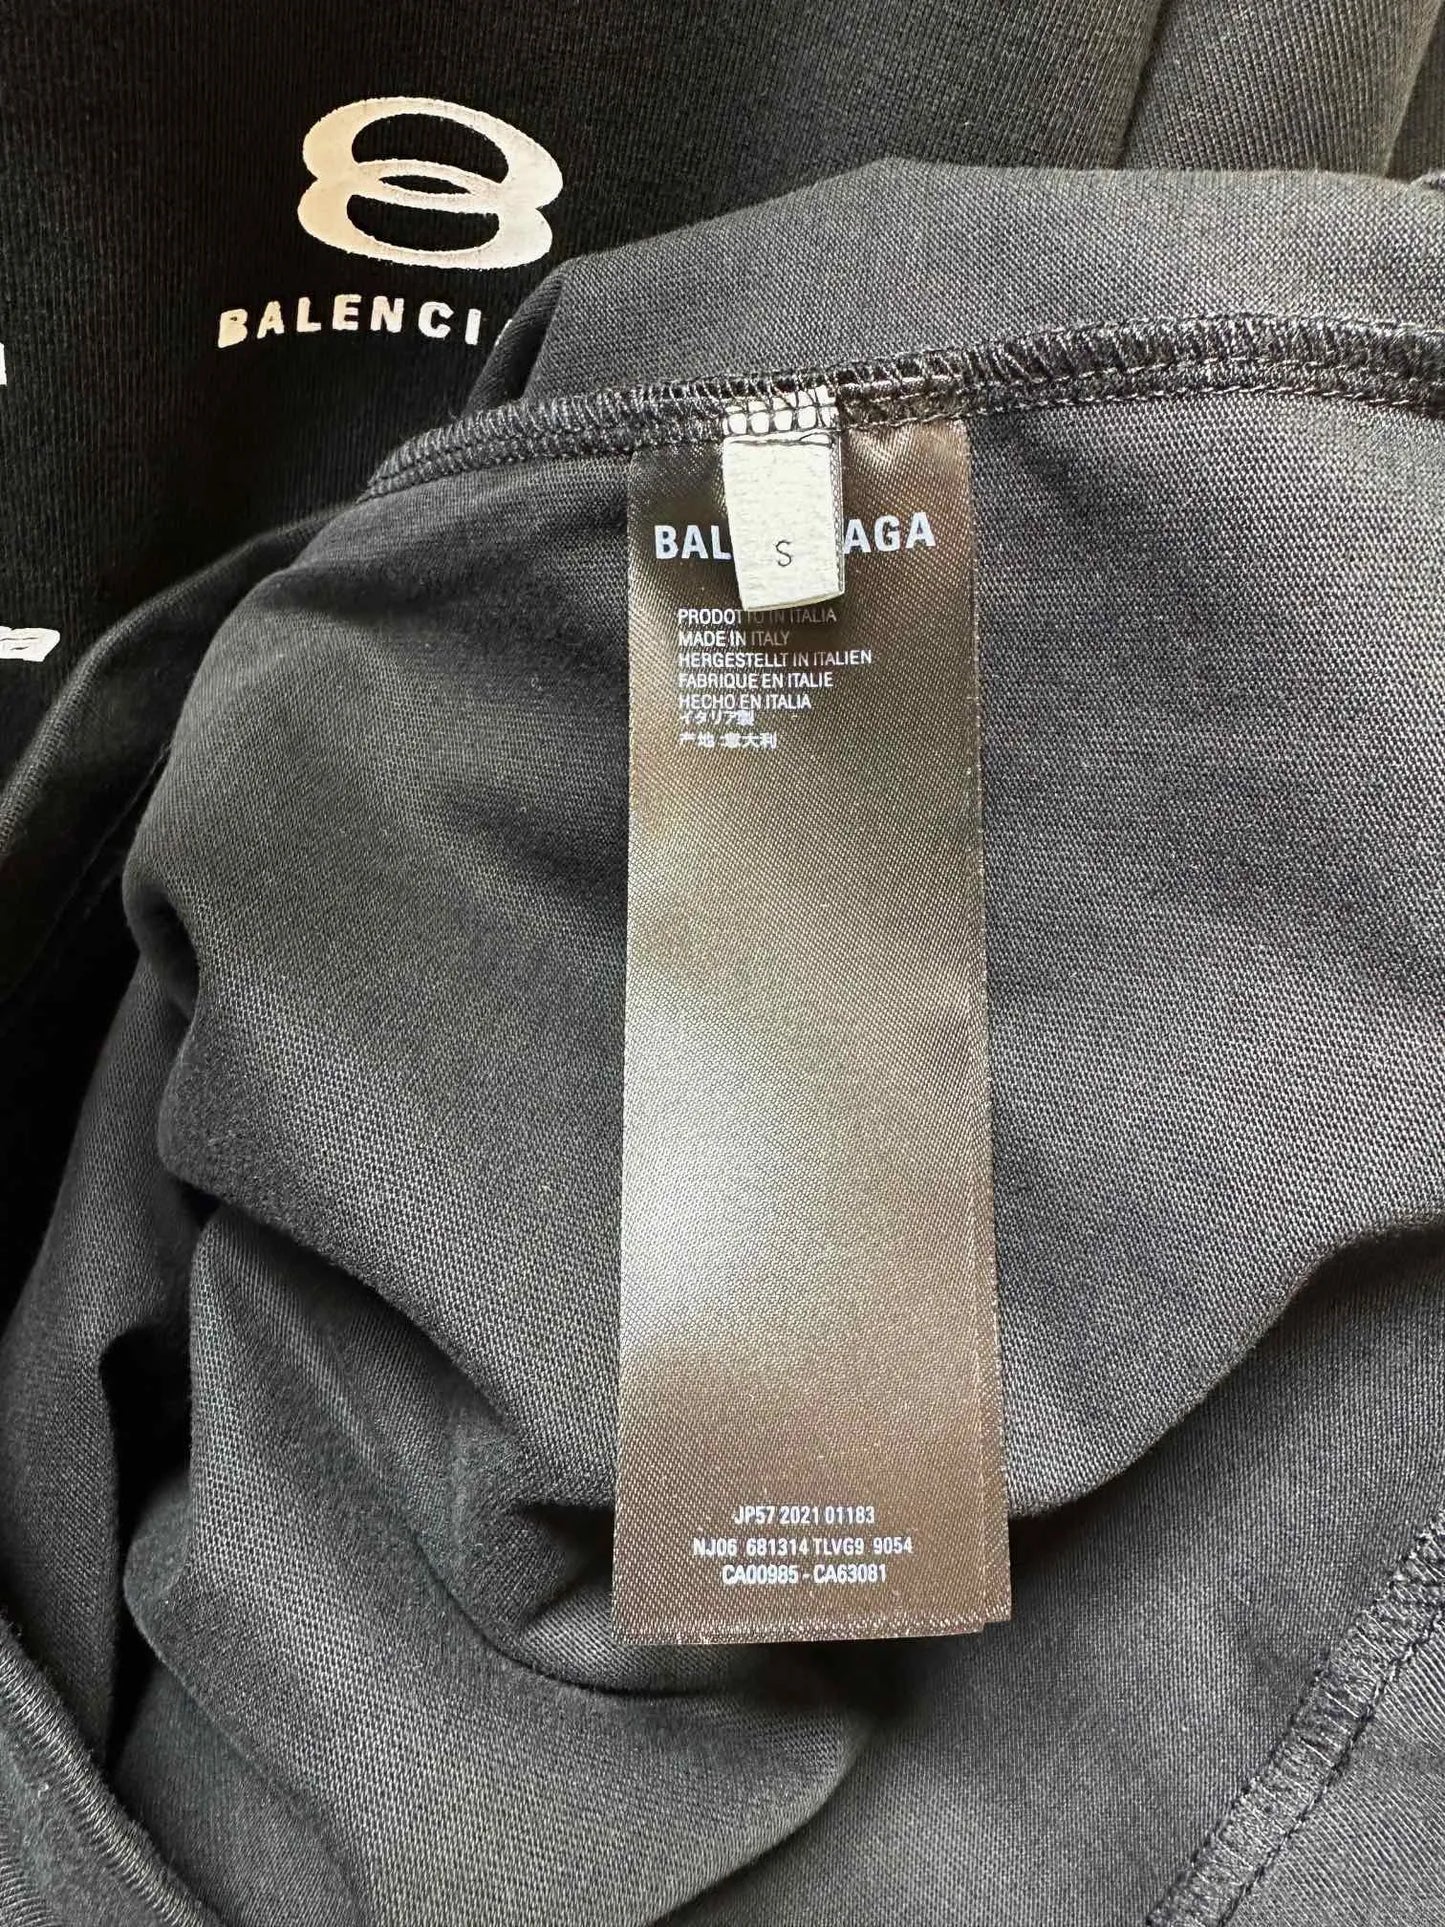 BALENCI
BAL AGA
S
PRODOTTO IN ITALIA
MADE IN ITALY
HERGESTELLT IN ITALIEN
FABRIQUE EN ITALIE
HECHO EN ITALIA
イタリア製
产地:意大利
JP57 2021 01183
NJ06 681314 TLVG9 9054
CA00985 - CA63081